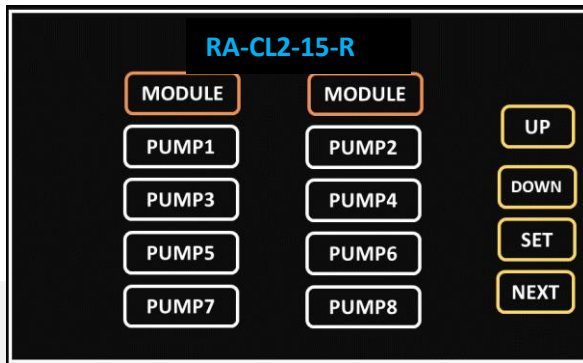 RA-CL2-15-R
MODULE MODULE
PUMP1 PUMP2
UP
PUMP3 PUMP4
DOWN
PUMP5 PUMP6
SET
PUMP7 PUMP8
NEXT